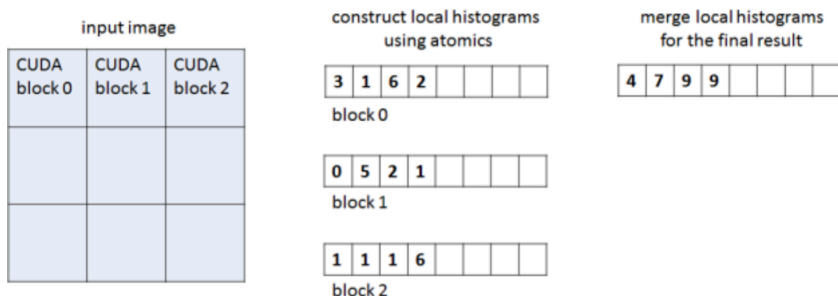 input image
CUDA CUDA CUDA
block 0 block 1 block 2
construct local histograms
using atomics
3 1 6 2
block 0
0 5 2 1
block 1
1 1 1 6
block 2
merge local histograms
for the final result
4 7 9 9